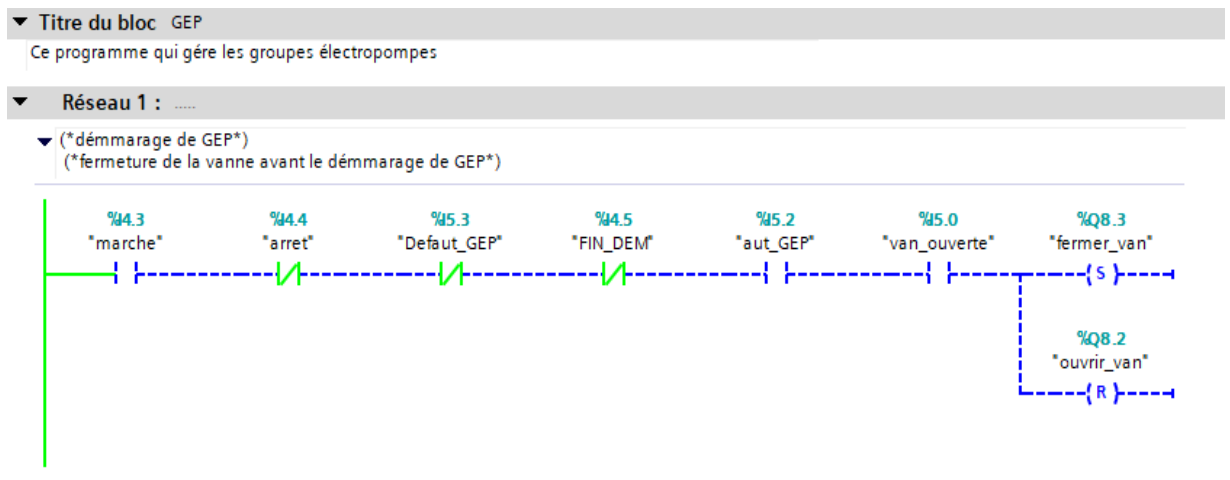 Titre du bloc GEP
Ce programme qui gére les groupes électropompes
Réseau 1 : .....
(*démmarage de GEP*)
(*fermeture de la vanne avant le démmarage de GEP*)
%I4.3 %I4.4 %I5.3 %I4.5 %I5.2 %I5.0 %Q8.3
"marche" "arret" "Defaut_GEP" "FIN_DEM" "aut_GEP" "van_ouverte" "fermer_van"
S
%Q8.2
"ouvrir_van"
R